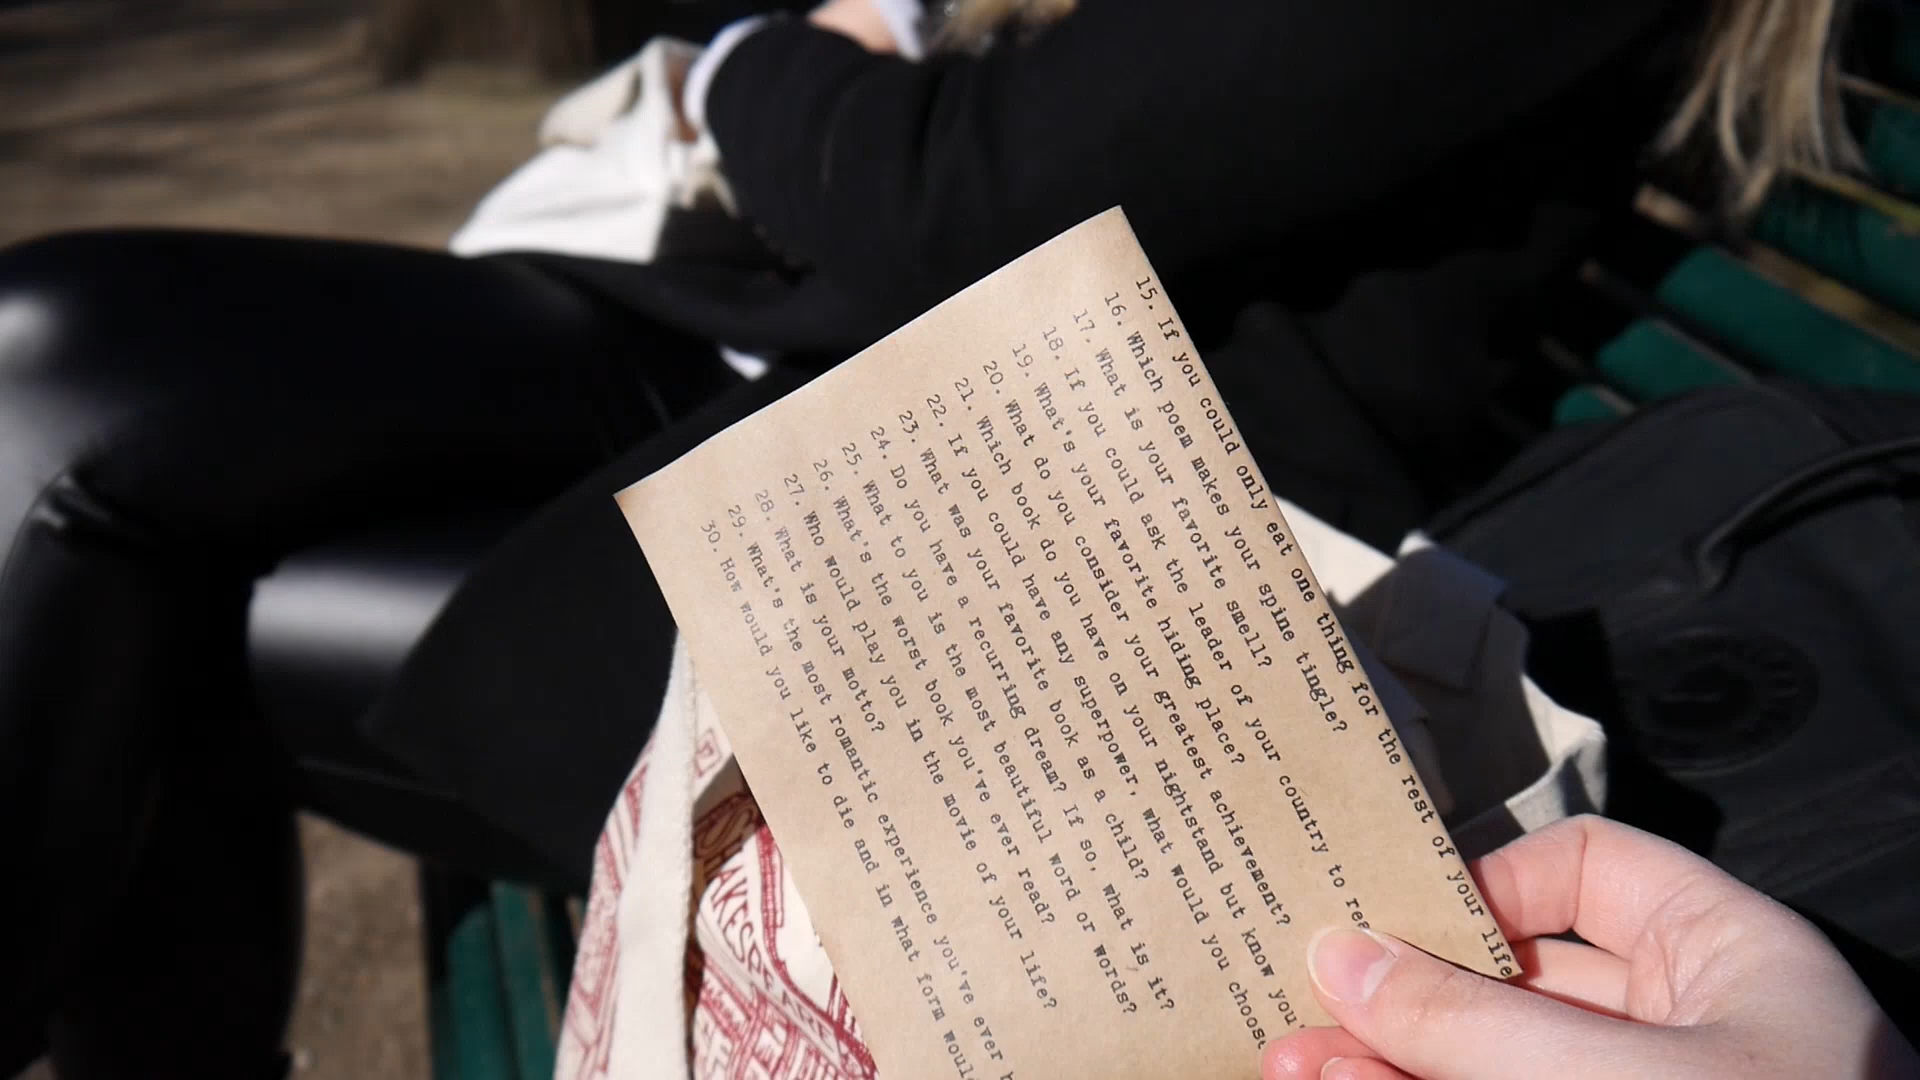 15. If you could only eat one thing for the rest of your life
16. Which poem makes your spine tingle?
17. What is your favorite smell?
18. If you could ask the leader of your country to rea
19. What's your favorite hiding place?
20. What do you consider your greatest achievement?
21. Which book do you have on your nightstand but know you'
22. If you could have any superpower, what would you choose
23. What was your favorite book as a child?
24. Do you have a recurring dream? If so, what is it?
25. What to you is the most beautiful word or words?
26. What's the worst book you've ever read?
27. Who would play you in the movie of your life?
28. What is your motto?
29. What's the most romantic experience you've ever h
30. How would you like to die and in what form would
AKESPEARE